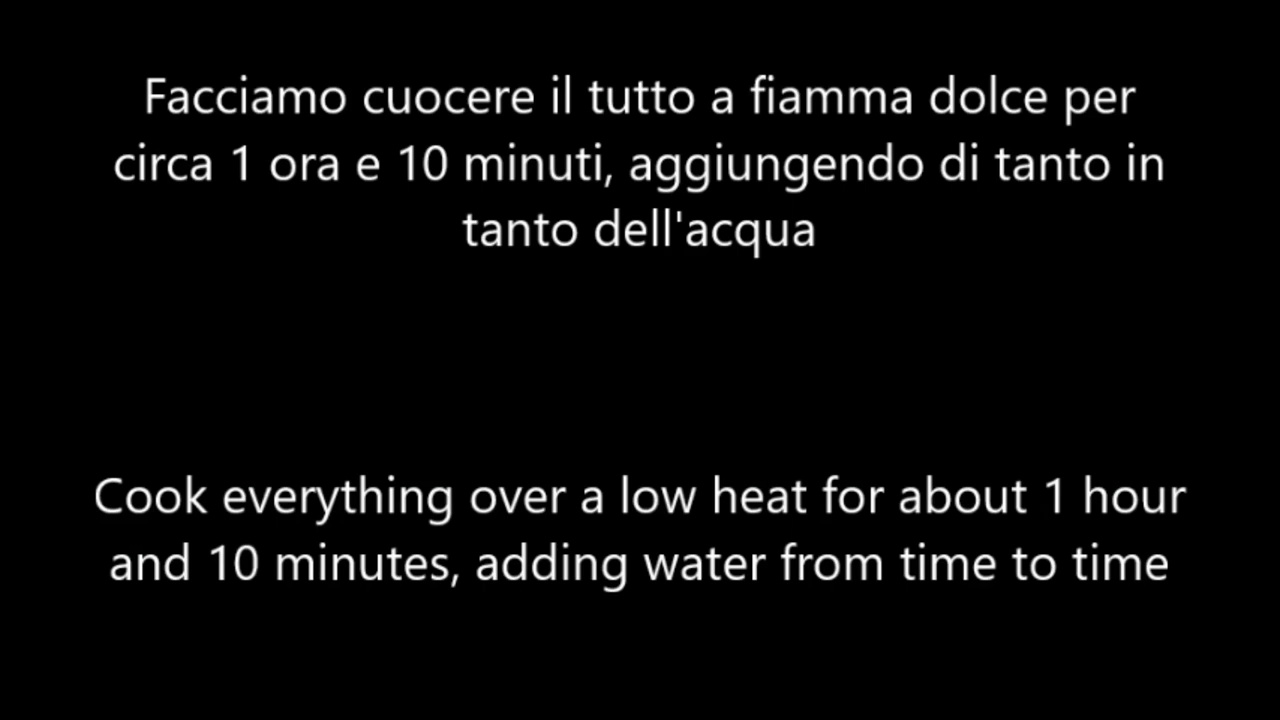 Facciamo cuocere il tutto a fiamma dolce per
circa 1 ora e 10 minuti, aggiungendo di tanto in
tanto dell'acqua
Cook everything over a low heat for about 1 hour
and 10 minutes, adding water from time to time